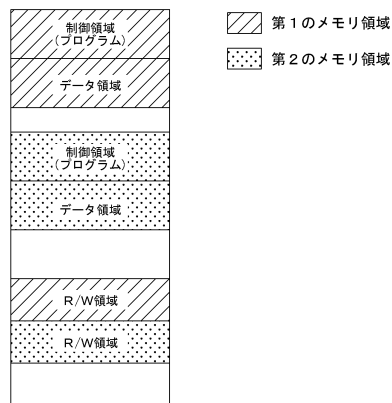 制御領域
(プログラム)
データ領域
制御領域
(プログラム)
データ領域
R/W領域
R/W領域
第1のメモリ領域
第2のメモリ領域